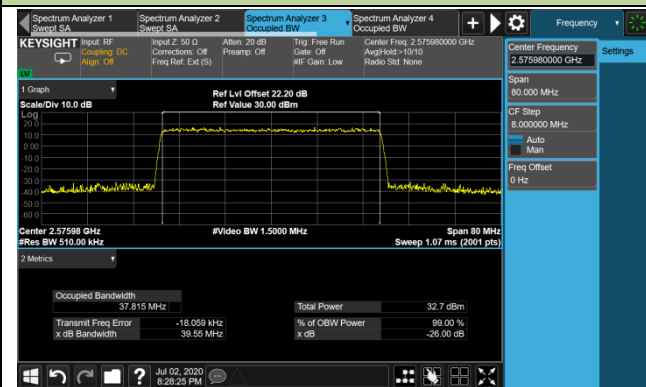 Spectrum Analyzer 1
Swept SA
Spectrum Analyzer 2
Swept SA
Spectrum Analyzer 3
Occupied BW
Spectrum Analyzer 4
Occupied BW
Frequency
KEYSIGHT
Input: RF
Coupling: DC
Align: Off
Input Z: 50 Ω
Corrections: Off
Freq Ref: Ext (S)
Atten: 20 dB
Preamp: Off
Trig: Free Run
Gate: Off
#IF Gain: Low
Center Freq: 2.575980000 GHz
Avg|Hold:>10/10
Radio Std: None
Center Frequency
2.575980000 GHz
Settings
Span
80.000 MHz
CF Step
8.000000 MHz
Auto
Man
Freq Offset
0 Hz
1 Graph
Scale/Div 10.0 dB
Ref Lvl Offset 22.20 dB
Ref Value 30.00 dBm
Log
20.0
10.0
0.00
-10.0
-20.0
-30.0
-40.0
-50.0
-60.0
Center 2.57598 GHz
#Res BW 510.00 kHz
#Video BW 1.5000 MHz
Span 80 MHz
Sweep 1.07 ms (2001 pts)
2 Metrics
Occupied Bandwidth
37.815 MHz
Transmit Freq Error -18.059 kHz
x dB Bandwidth 39.55 MHz
Total Power 32.7 dBm
% of OBW Power 99.00 %
x dB -26.00 dB
Jul 02, 2020
8:28:25 PM